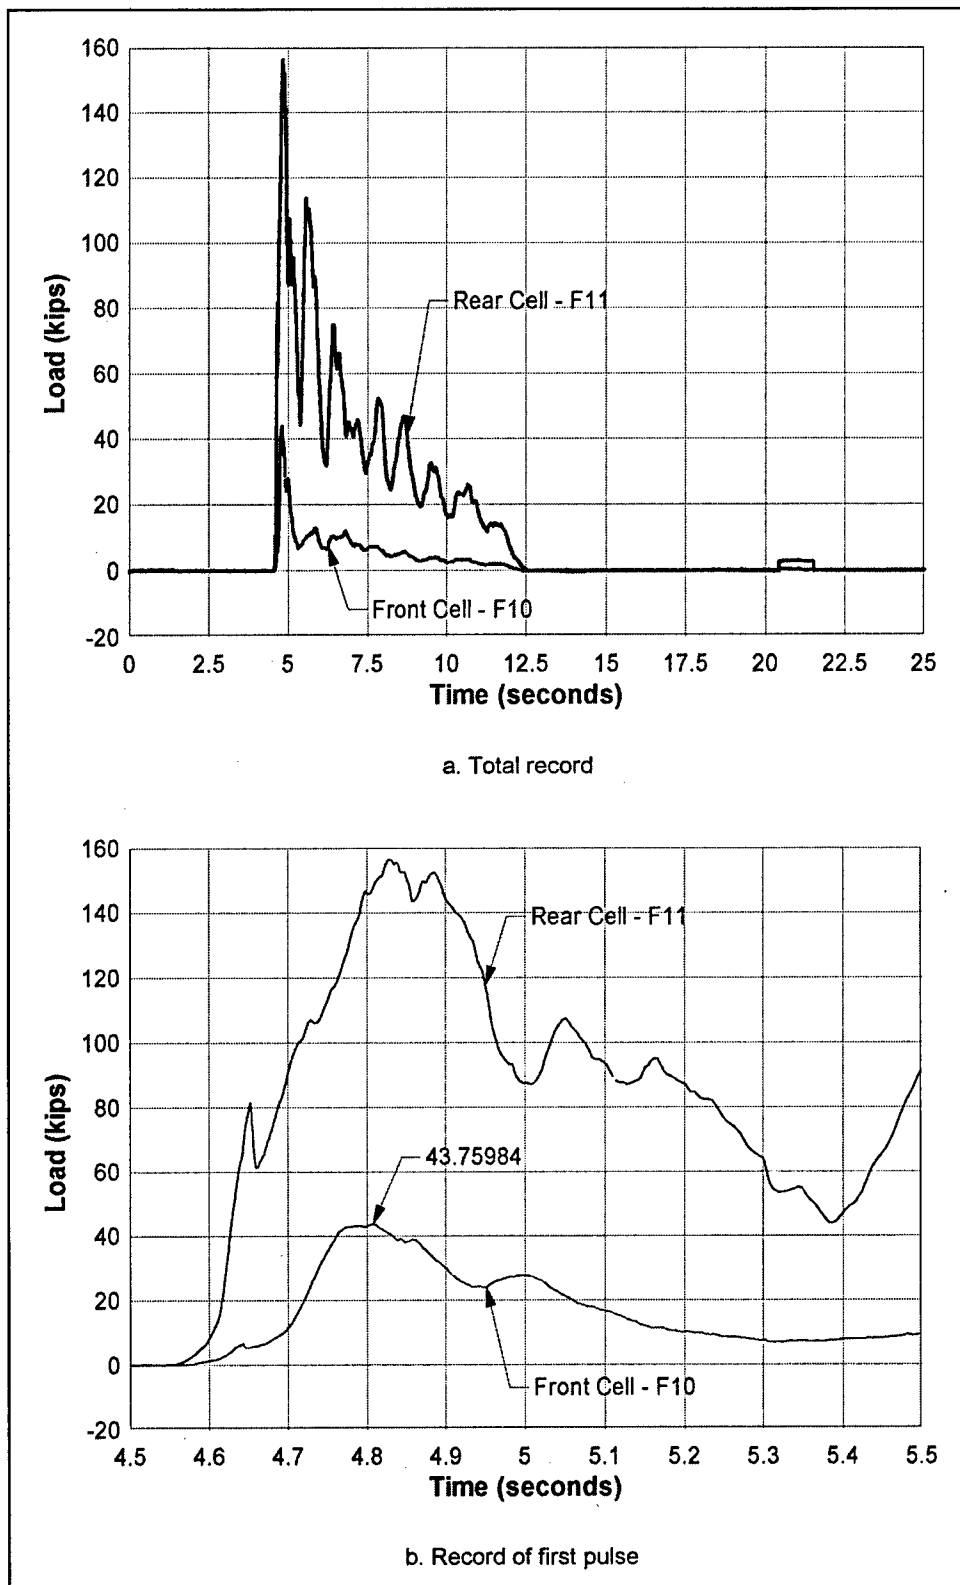 160
140
120
100
80
60
40
20
0
-20
Load (kips)
Rear Cell - F11
Front Cell - F10
0 2.5 5 7.5 10 12.5 15 17.5 20 22.5 25
Time (seconds)
a. Total record
160
140
120
100
80
60
40
20
0
-20
Load (kips)
Rear Cell - F11
43.75984
Front Cell - F10
4.5 4.6 4.7 4.8 4.9 5 5.1 5.2 5.3 5.4 5.5
Time (seconds)
b. Record of first pulse